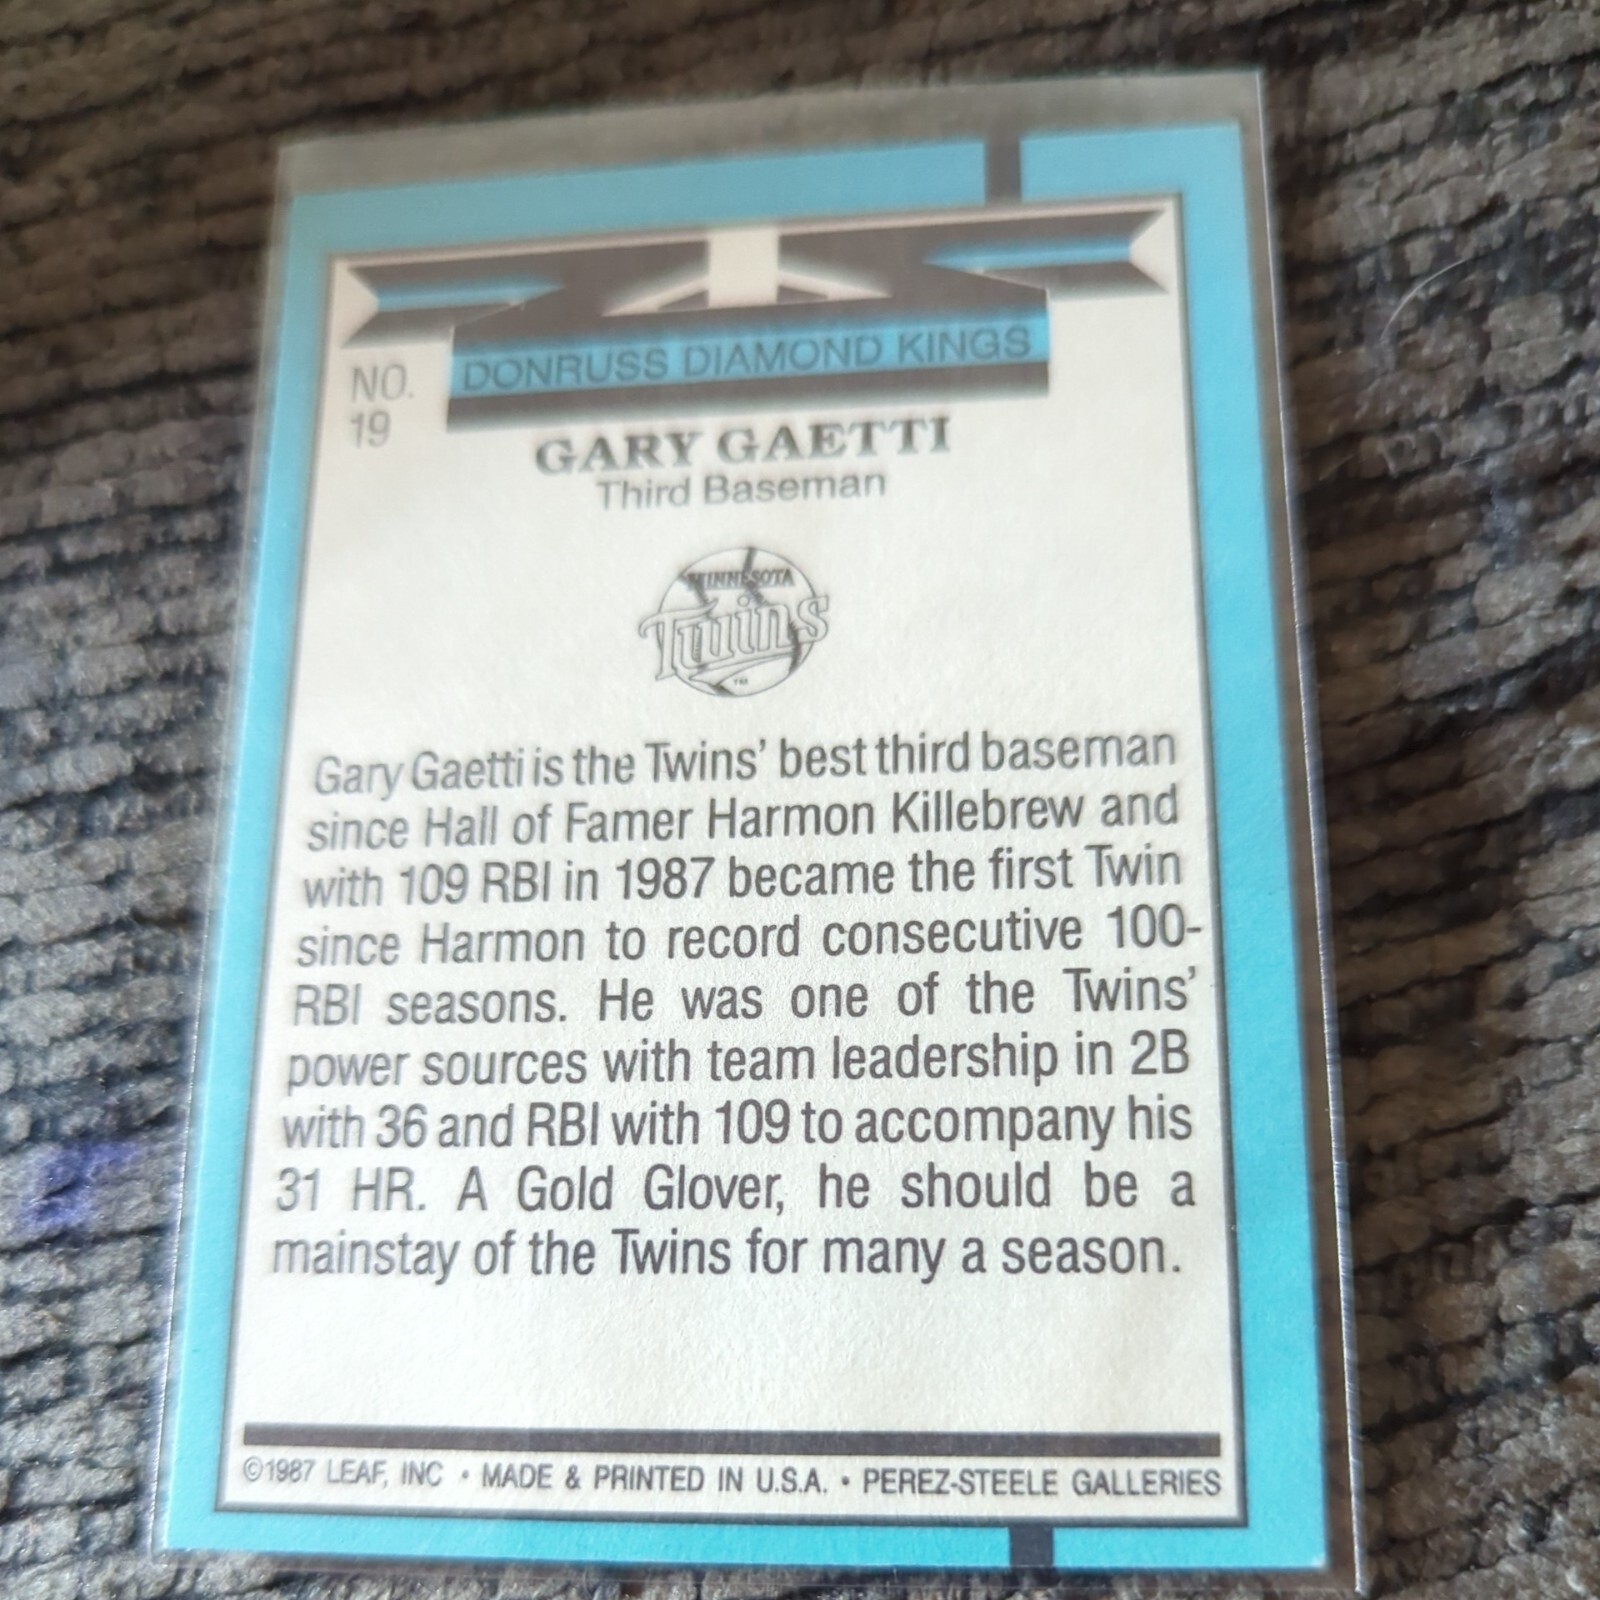 DONRUSS DIAMOND KINGS
NO.
19
GARY GAETTI
Third Baseman
MINNESOTA
Twins
TM
Gary Gaetti is the Twins' best third baseman
since Hall of Famer Harmon Killebrew and
with 109 RBI in 1987 became the first Twin
since Harmon to record consecutive 100-
RBI seasons. He was one of the Twins'
power sources with team leadership in 2B
with 36 and RBI with 109 to accompany his
31 HR. A Gold Glover, he should be a
mainstay of the Twins for many a season.
©1987 LEAF, INC • MADE & PRINTED IN U.S.A. • PEREZ-STEELE GALLERIES